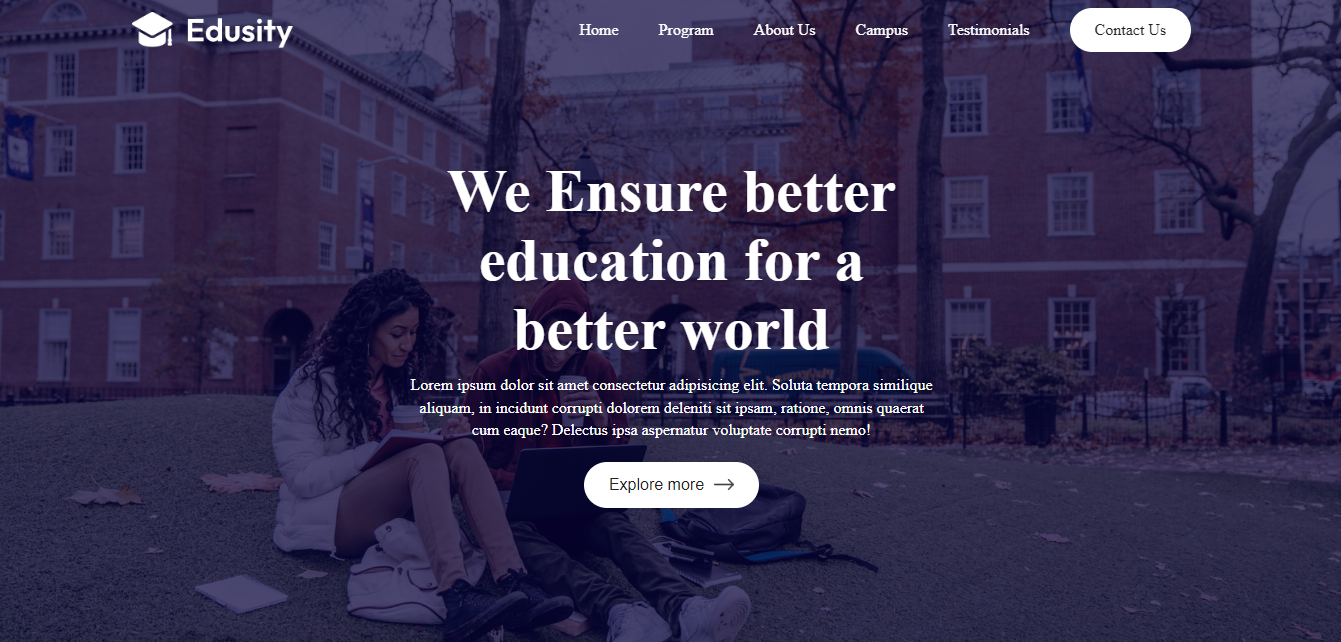 Edusity
Home Program About Us Campus Testimonials Contact Us
We Ensure better
education for a
better world
Lorem ipsum dolor sit amet consectetur adipisicing elit. Soluta tempora similique
aliquam, in incidunt corrupti dolorem deleniti sit ipsam, ratione, omnis quaerat
cum eaque? Delectus ipsa aspernatur voluptate corrupti nemo!
Explore more